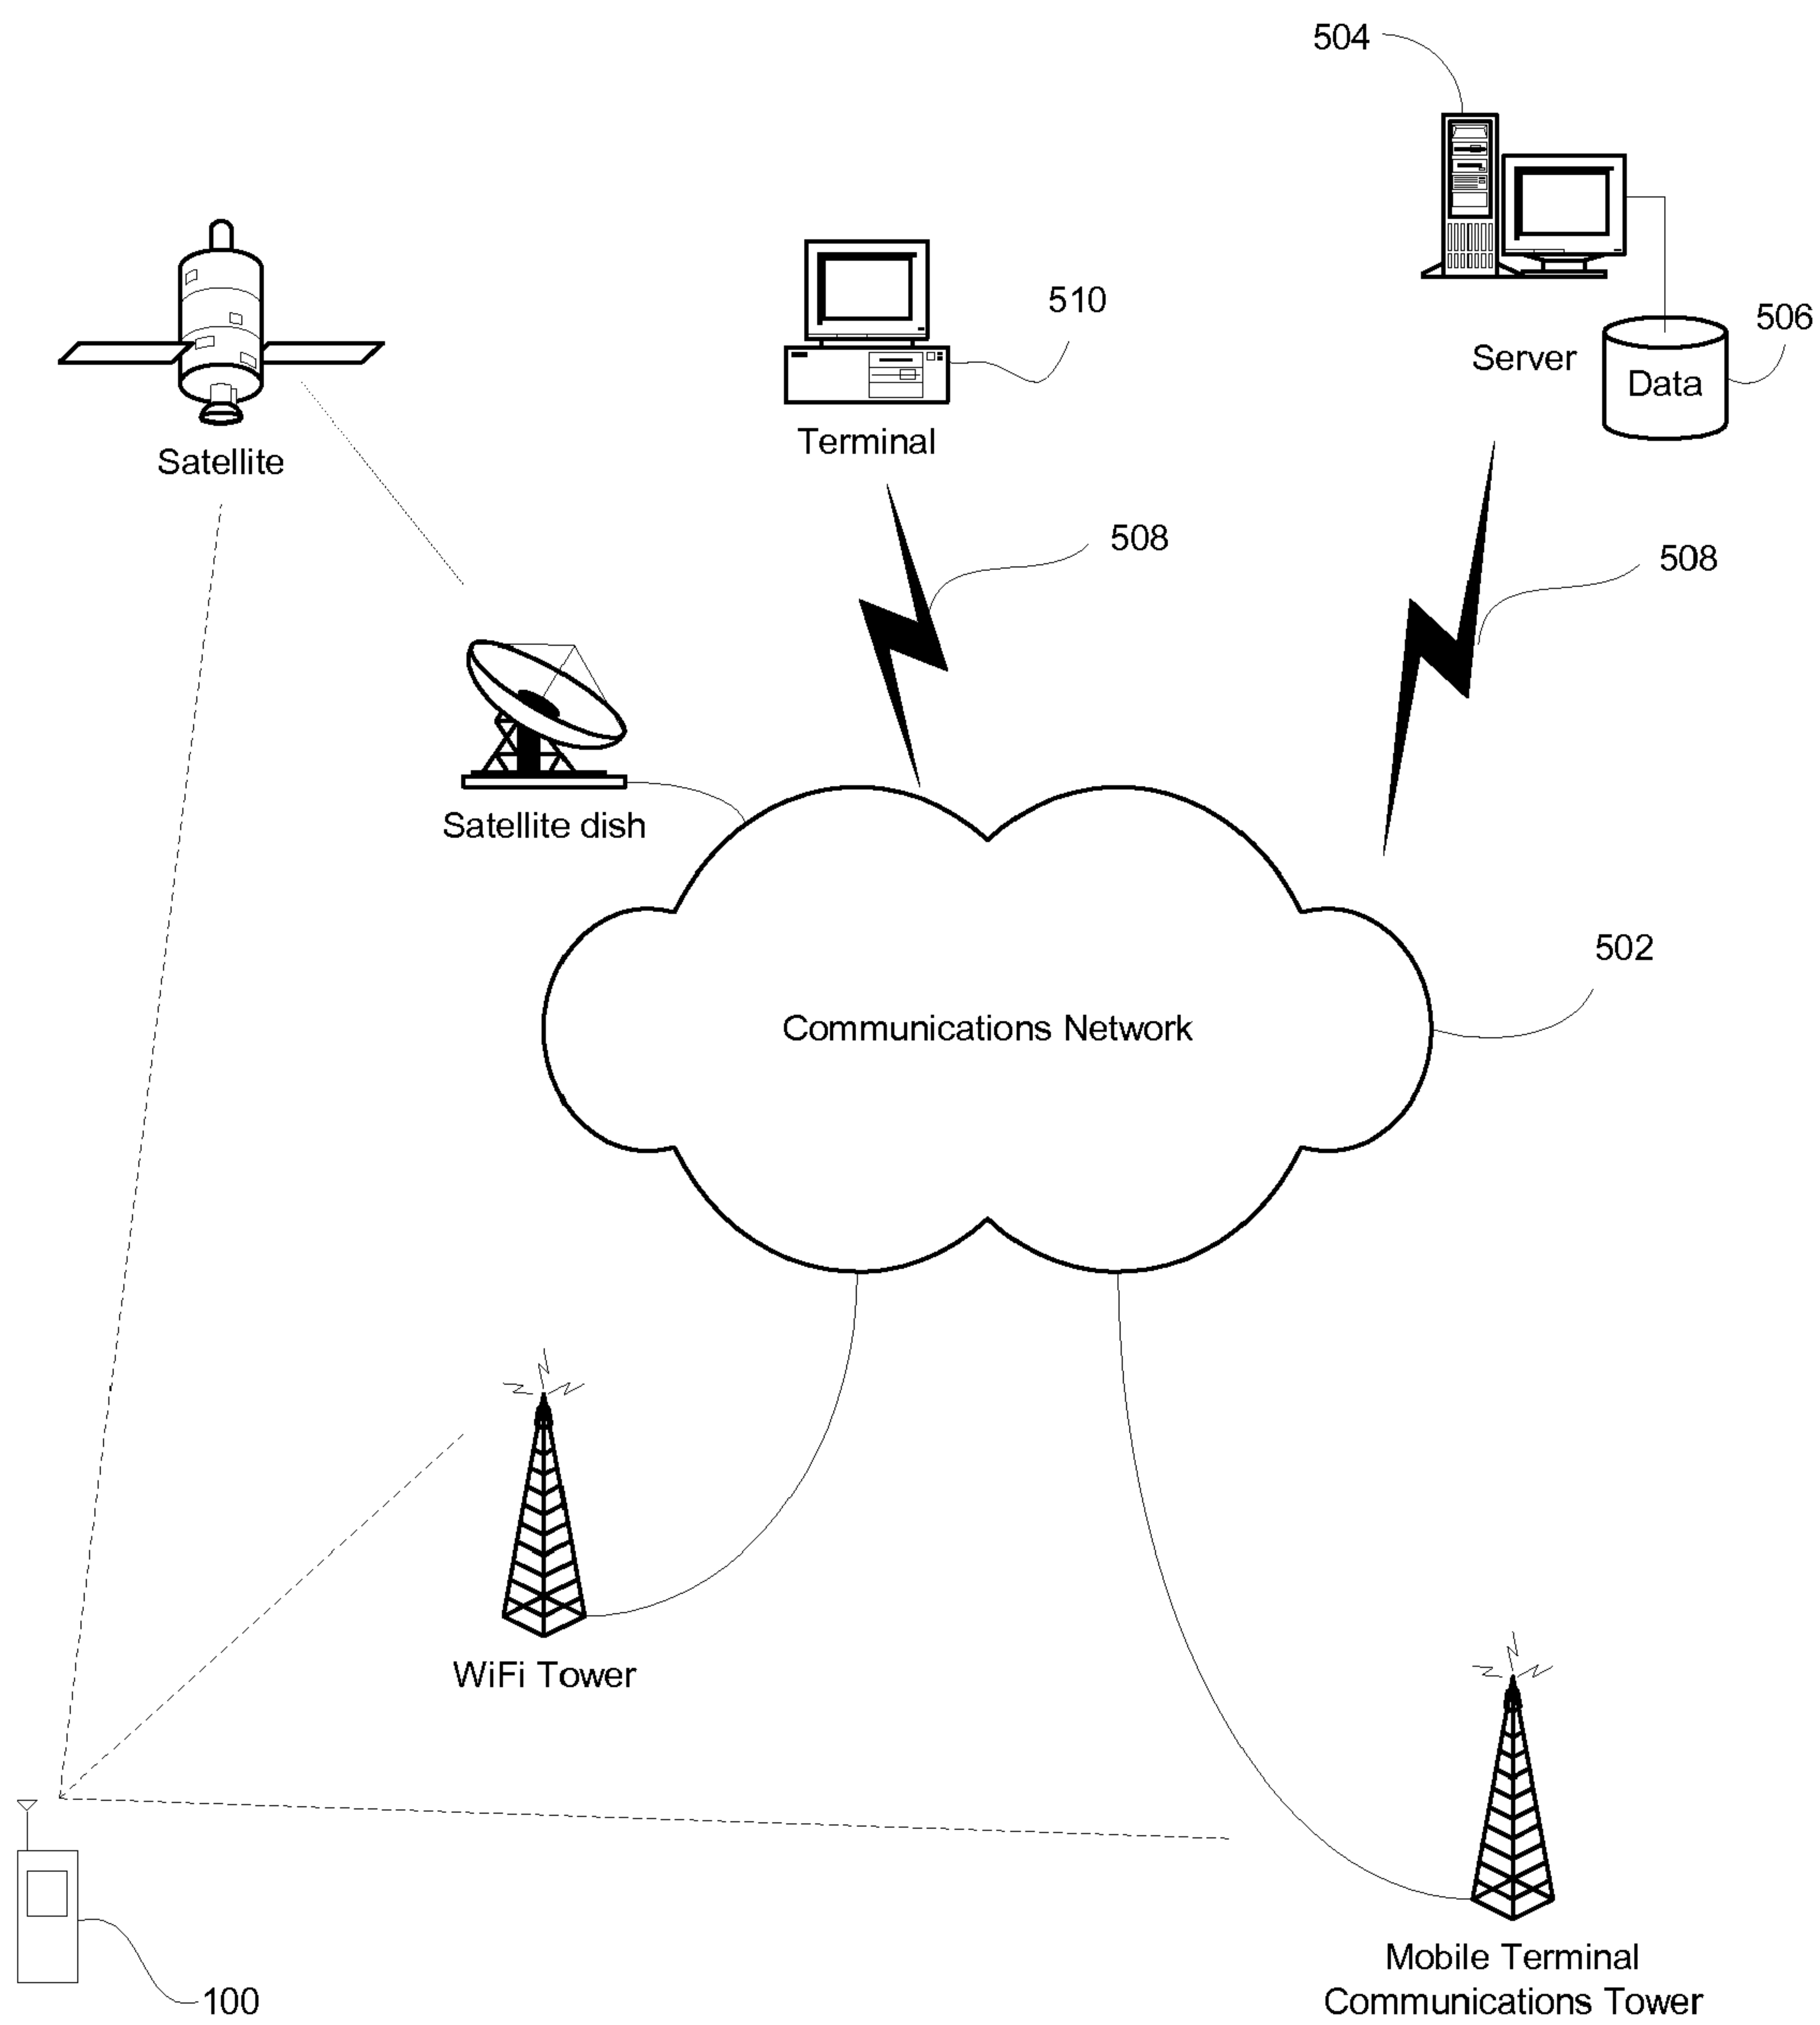 504
510
506
Server
Data
Terminal
Satellite
508
508
Satellite dish
502
Communications Network
WiFi Tower
Mobile Terminal
Communications Tower
100